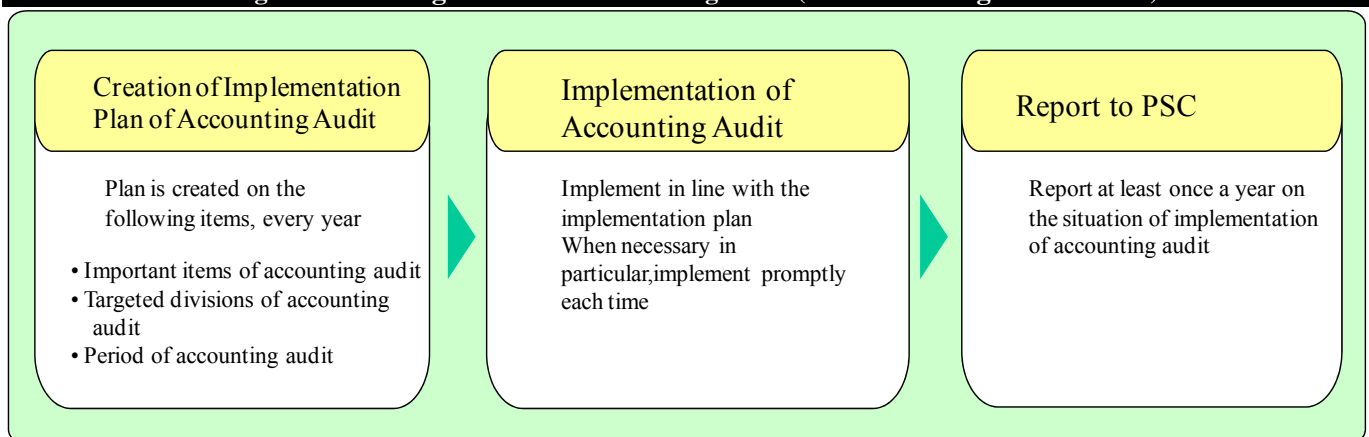 Creation of Implementation
Plan of Accounting Audit
Plan is created on the
following items, every year
• Important items of accounting audit
• Targeted divisions of accounting
audit
• Period of accounting audit
Implementation of
Accounting Audit
Implement in line with the
implementation plan
When necessary in
particular,implement promptly
each time
Report to PSC
Report at least once a year on
the situation of implementation
of accounting audit